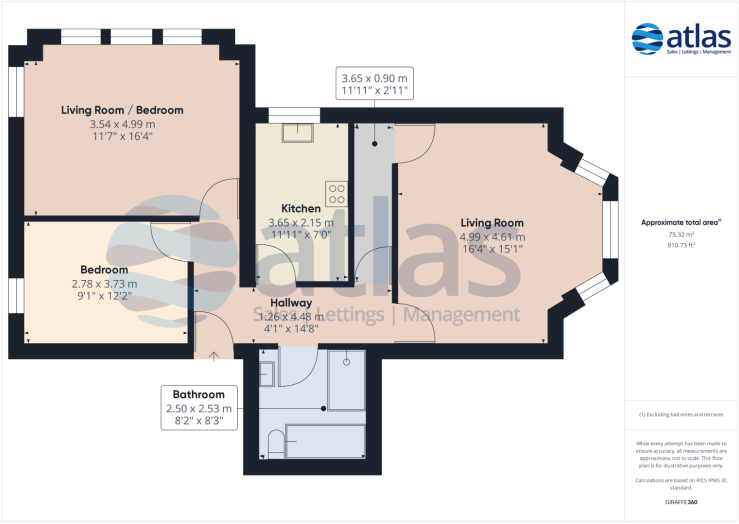 3.65 x 0.90 m
11'11" x 2'11"
Living Room / Bedroom
3.54 x 4.99 m
11'7" x 16'4"
Kitchen
3.65 x 2.15 m
11'11" x 7'0"
Living Room
4.99 x 4.61 m
16'4" x 15'1"
Bedroom
2.78 x 3.73 m
9'1" x 12'2"
Hallway
1.26 x 4.48 m
4'1" x 14'8"
Bathroom
2.50 x 2.53 m
8'2" x 8'3"
atlas
Sales | Lettings | Management
atlas
Sales | Lettings | Management
Approximate total area⁽¹⁾
75.32 m²
810.73 ft²
(1) Excluding balconies and terraces
While every attempt has been made to
ensure accuracy, all measurements are
approximate, not to scale. This floor
plan is for illustrative purposes only.
Calculations are based on RICS IPMS 3C
standard.
GIRAFFE360